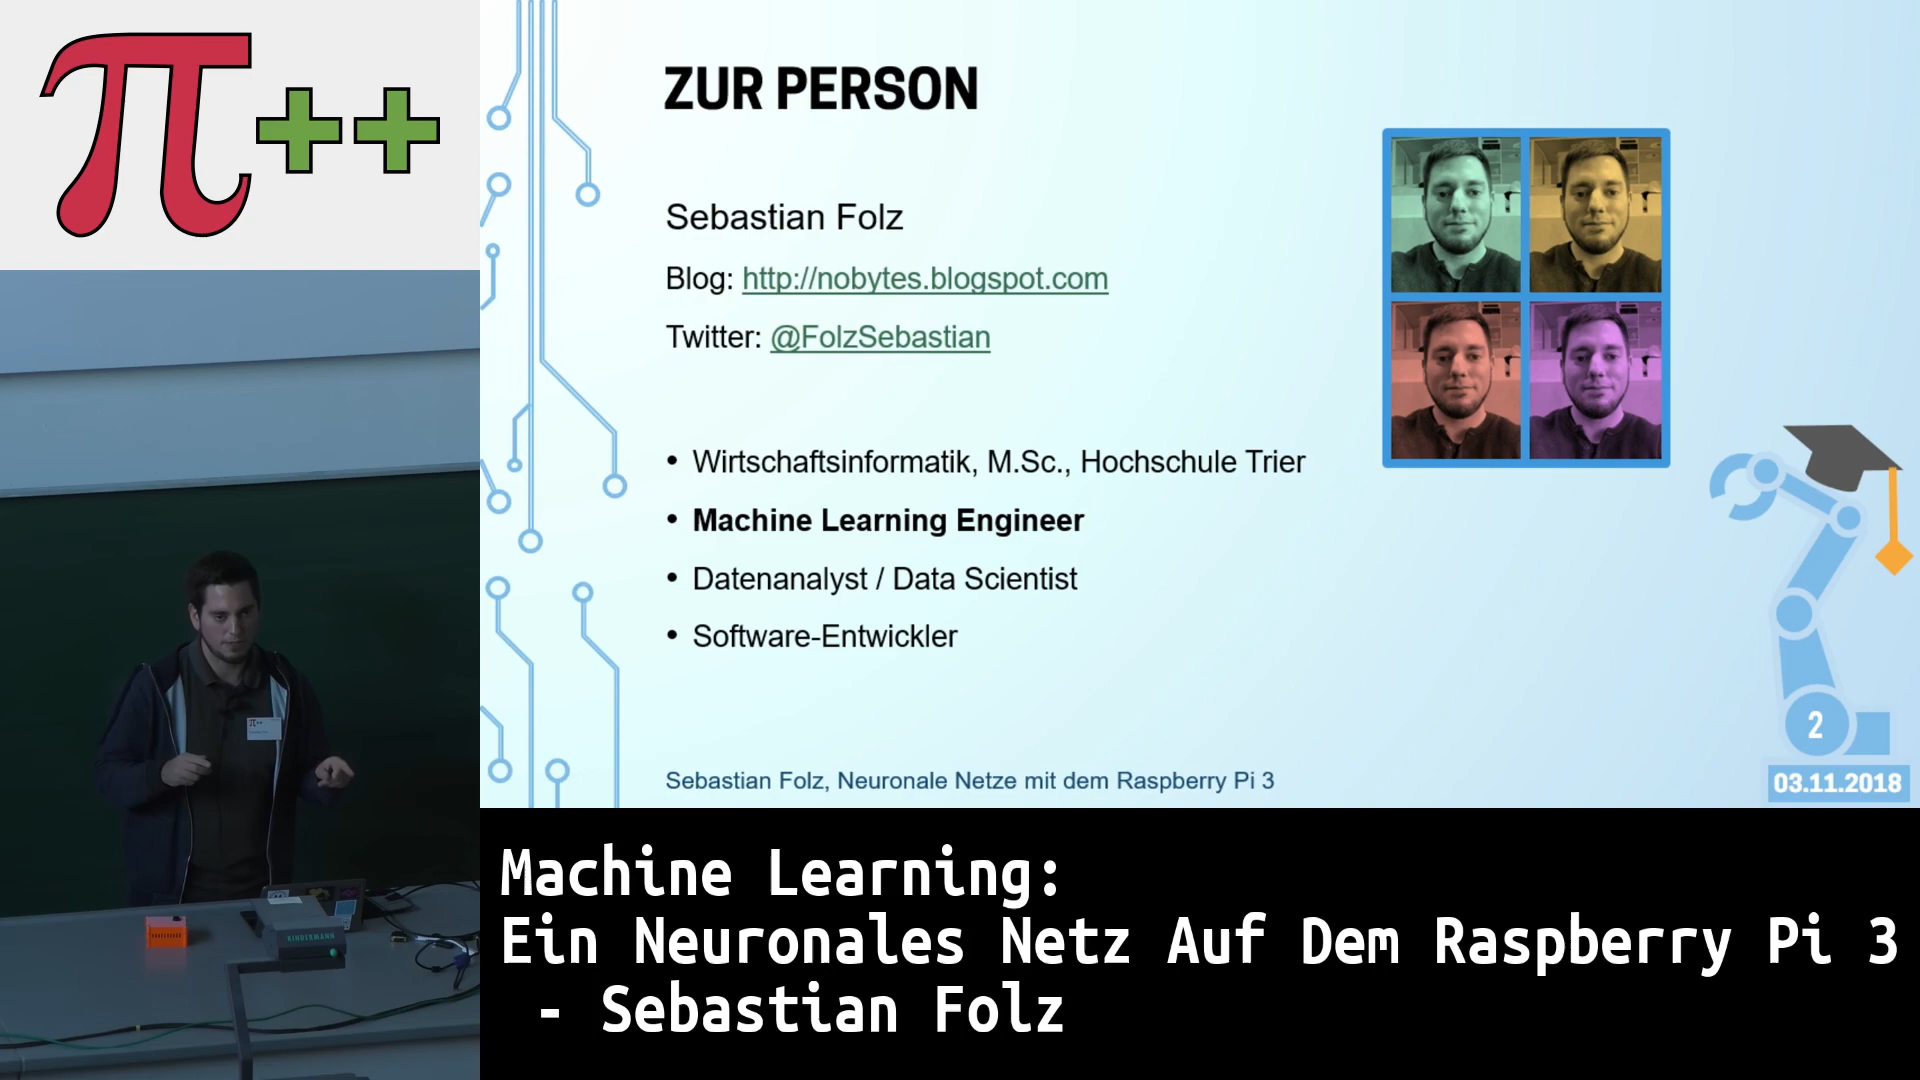 π++
ZUR PERSON
Sebastian Folz
Blog: http://nobytes.blogspot.com
Twitter: @FolzSebastian
• Wirtschaftsinformatik, M.Sc., Hochschule Trier
• Machine Learning Engineer
• Datenanalyst / Data Scientist
• Software-Entwickler
2
Sebastian Folz, Neuronale Netze mit dem Raspberry Pi 3
03.11.2018
π++
KINDERMANN
Machine Learning:
Ein Neuronales Netz Auf Dem Raspberry Pi 3
- Sebastian Folz